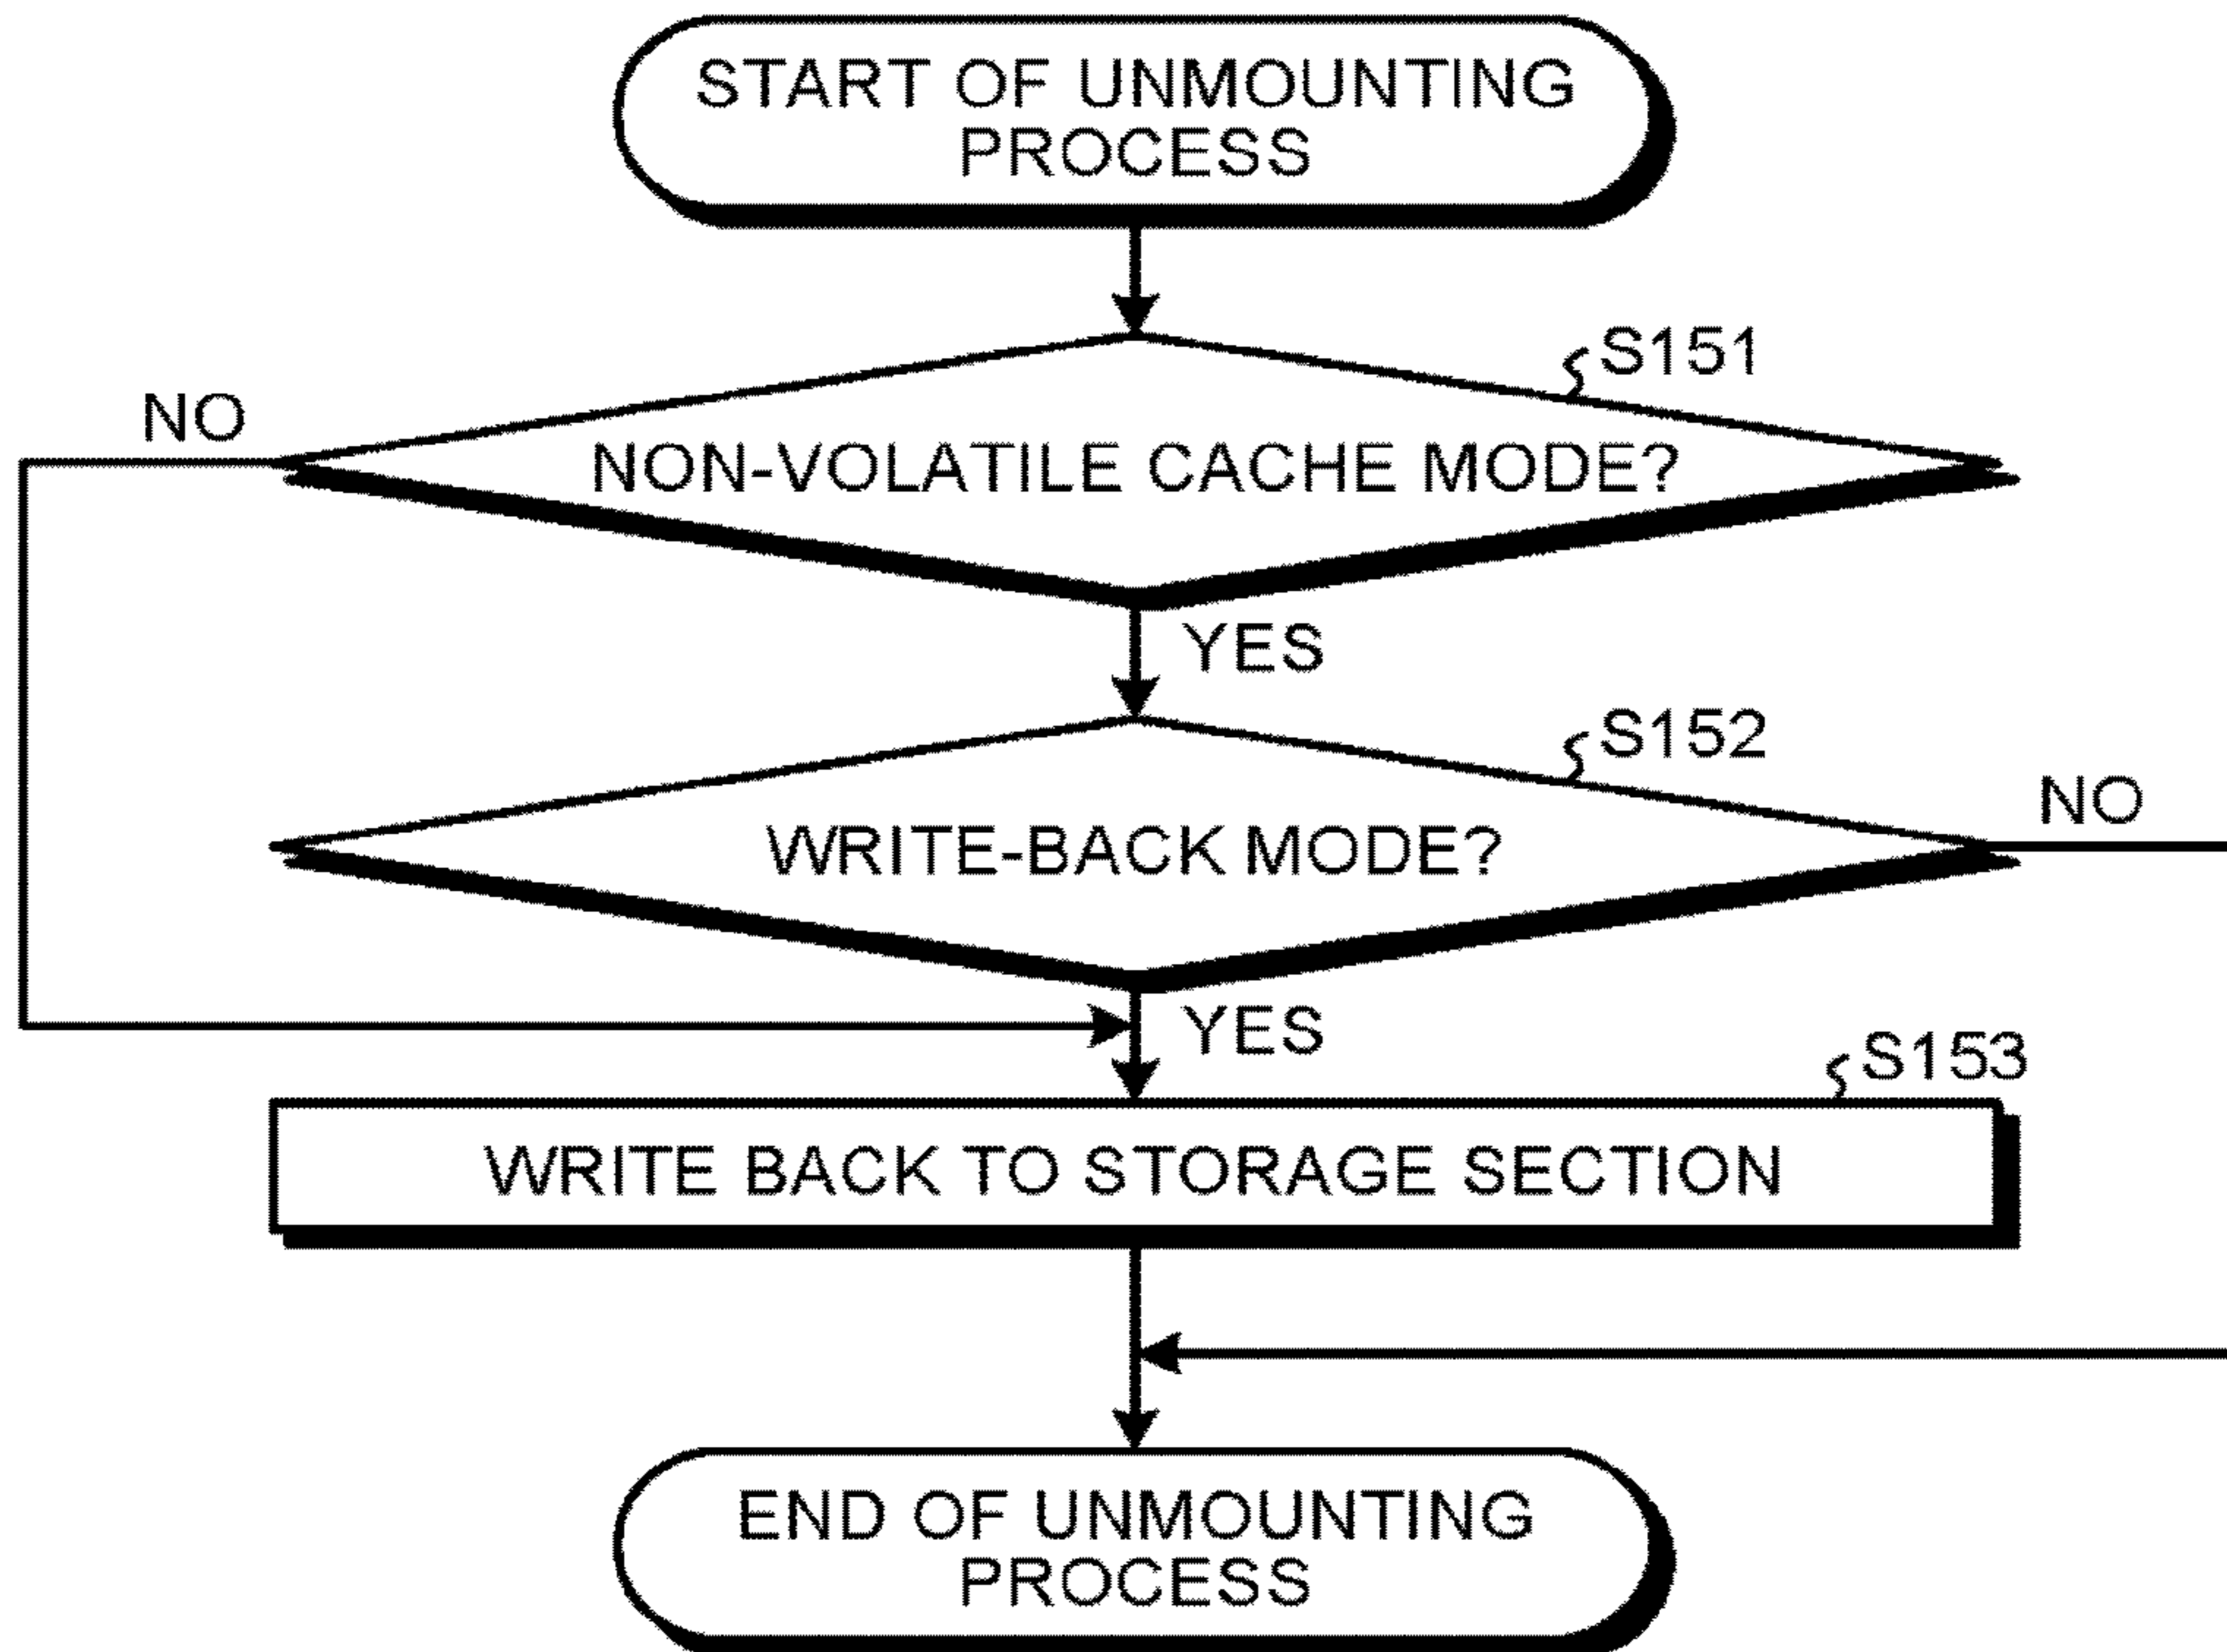 START OF UNMOUNTING
PROCESS
S151
NO
NON-VOLATILE CACHE MODE?
YES
S152
NO
WRITE-BACK MODE?
YES
S153
WRITE BACK TO STORAGE SECTION
END OF UNMOUNTING
PROCESS